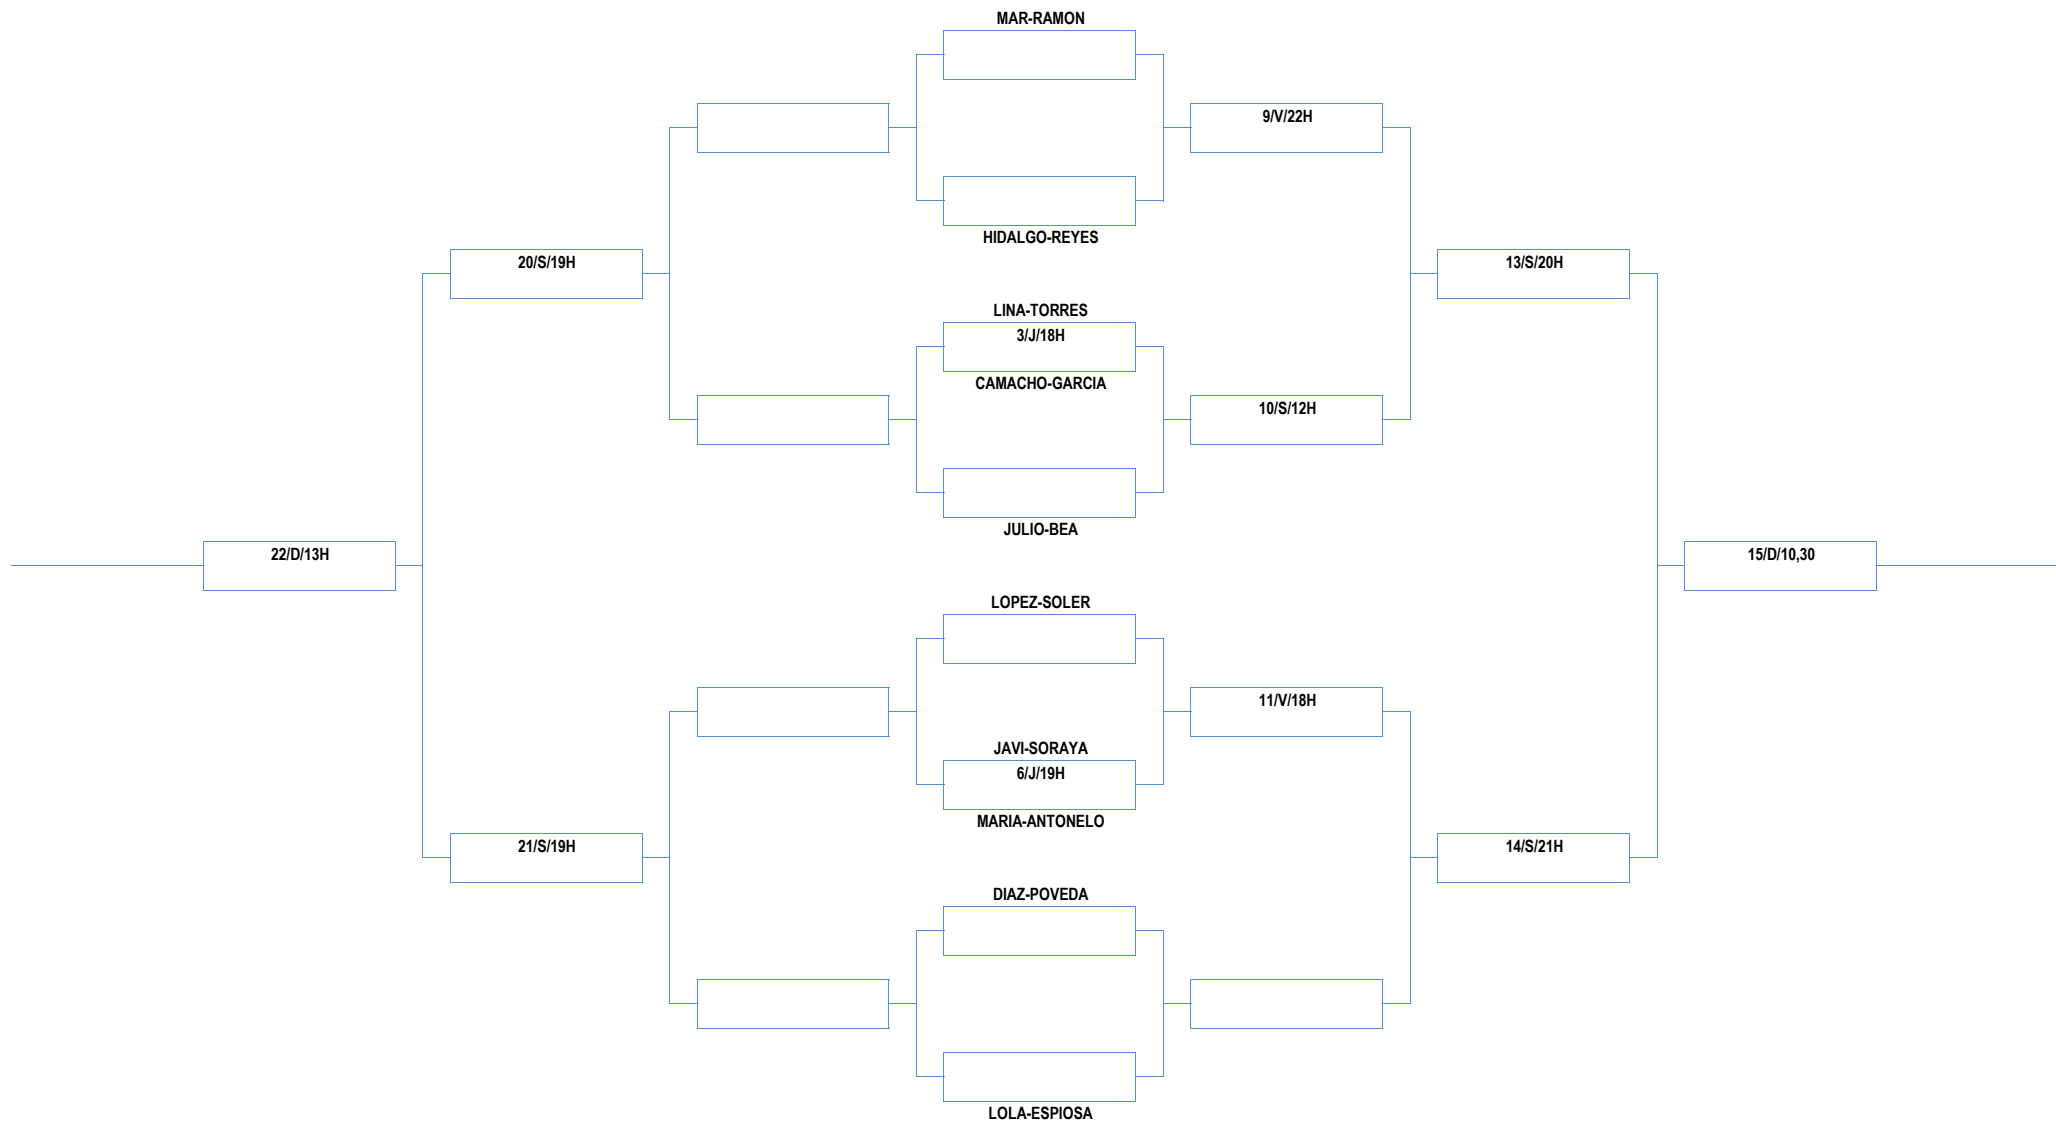 MAR-RAMON
9/V/22H
HIDALGO-REYES
20/S/19H
13/S/20H
LINA-TORRES
3/J/18H
CAMACHO-GARCIA
10/S/12H
JULIO-BEA
22/D/13H
15/D/10,30
LOPEZ-SOLER
11/V/18H
JAVI-SORAYA
6/J/19H
MARIA-ANTONELO
21/S/19H
14/S/21H
DIAZ-POVEDA
LOLA-ESPIOSA